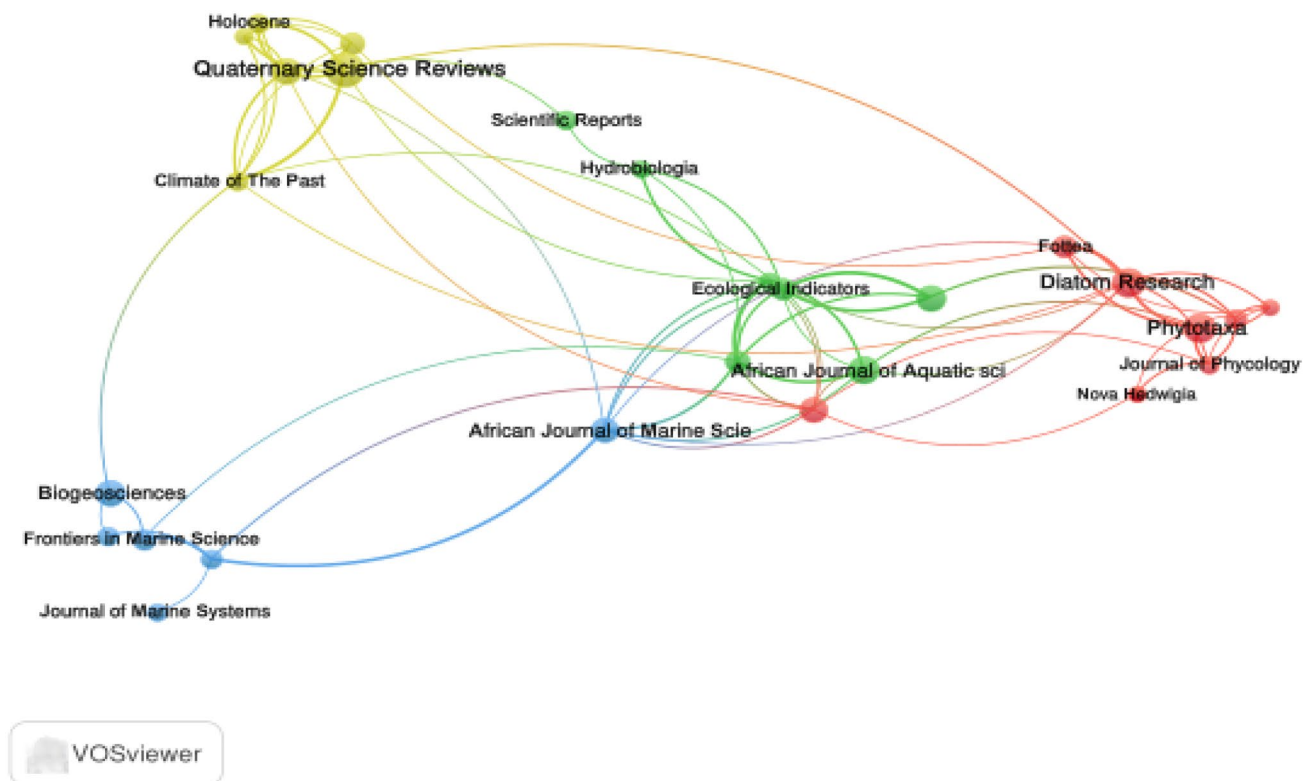 Holocene
Quaternary Science Reviews
Scientific Reports
Hydrobiologia
Climate of The Past
Fottea
Diatom Research
Ecological Indicators
Phytotaxa
Journal of Phycology
African Journal of Aquatic sci
Nova Hedwigia
African Journal of Marine Scie
Biogeosciences
Frontiers in Marine Science
Journal of Marine Systems
VOSviewer